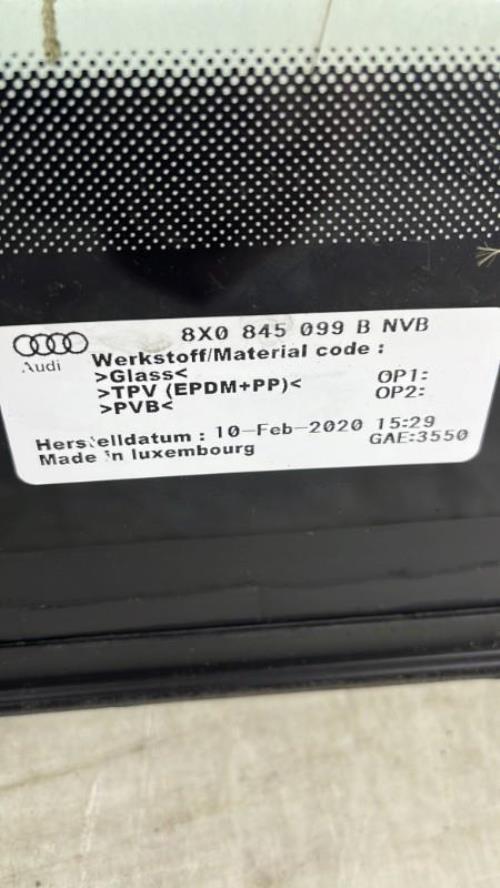 8X0 845 099 B NVB
Audi
Werkstoff/Material code :
>Glass<
>TPV (EPDM+PP)< OP1:
>PVB< OP2:
Herstelldatum : 10-Feb-2020 15:29
Made in luxembourg GAE:3550